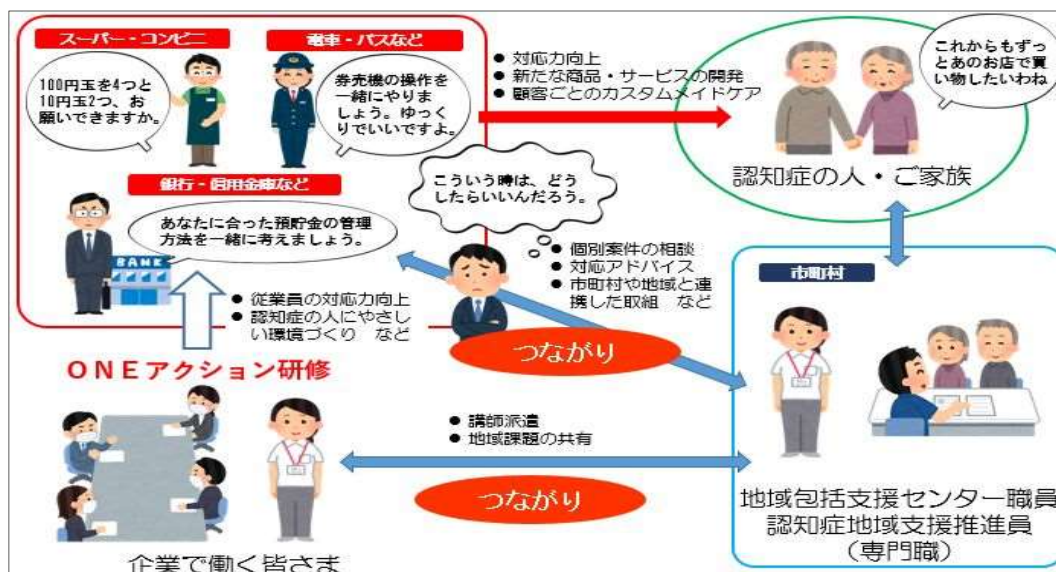 スーパー・コンビニ
100円玉を4つと
10円玉2つ、お
願いできますか。
電車・バスなど
券売機の操作を
一緒にやりま
しょう。ゆっく
りでいいですよ。
● 対応力向上
● 新たな商品・サービスの開発
● 顧客ごとのカスタムメイドケア
これからもずっ
とあのお店で買
い物したいわね
認知症の人・ご家族
銀行・信用金庫など
あなたに合った預貯金の管理
方法を一緒に考えましょう。
BANK
こういう時は、どう
したらいいんだろう。
● 個別案件の相談
● 対応アドバイス
● 市町村や地域と連
携した取組 など
● 従業員の対応力向上
● 認知症の人にやさし
い環境づくり など
つながり
市町村
ONEアクション研修
● 講師派遣
● 地域課題の共有
つながり
企業で働く皆さま
地域包括支援センター職員
認知症地域支援推進員
（専門職）